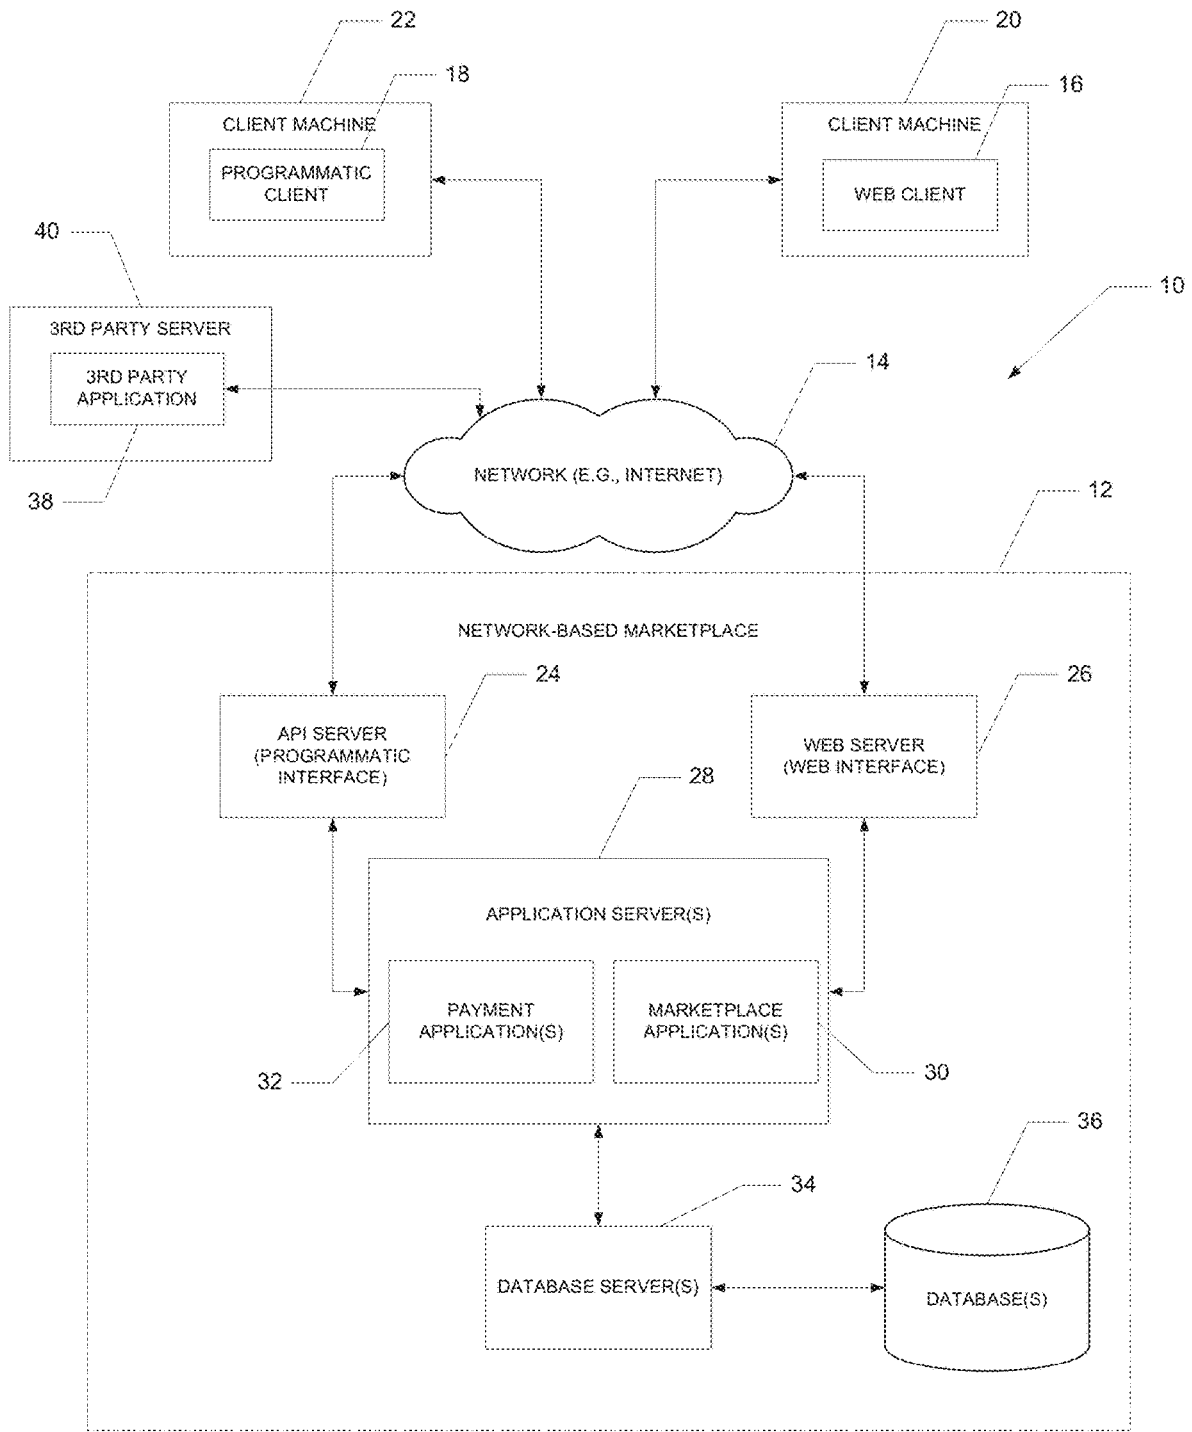 22
20
18
16
CLIENT MACHINE
CLIENT MACHINE
PROGRAMMATIC
CLIENT
WEB CLIENT
40
10
3RD PARTY SERVER
14
3RD PARTY
APPLICATION
NETWORK (E.G., INTERNET)
38
12
NETWORK-BASED MARKETPLACE
24
26
API SERVER
(PROGRAMMATIC
INTERFACE)
WEB SERVER
(WEB INTERFACE)
28
APPLICATION SERVER(S)
PAYMENT
APPLICATION(S)
MARKETPLACE
APPLICATION(S)
32
30
36
34
DATABASE SERVER(S)
DATABASE(S)